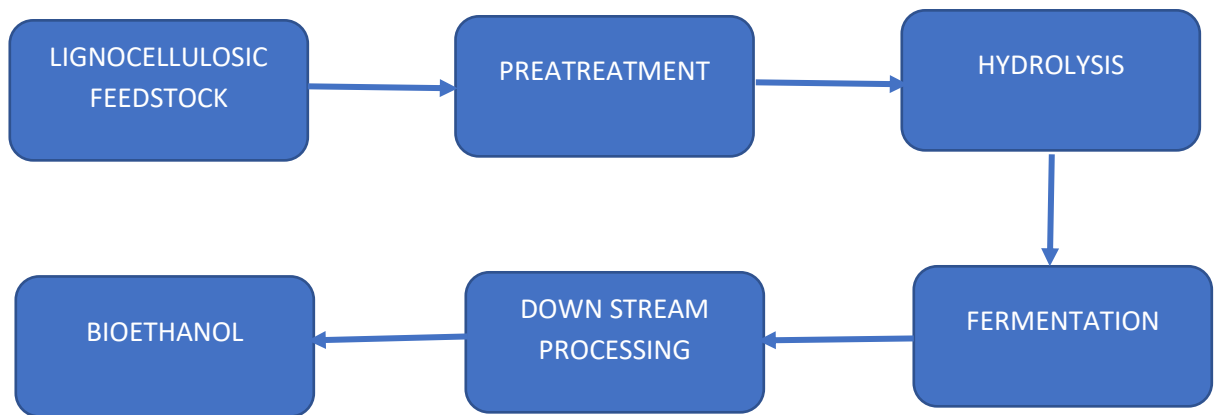 LIGNOCELLULOSIC
FEEDSTOCK
PREATREATMENT
HYDROLYSIS
FERMENTATION
DOWN STREAM
PROCESSING
BIOETHANOL